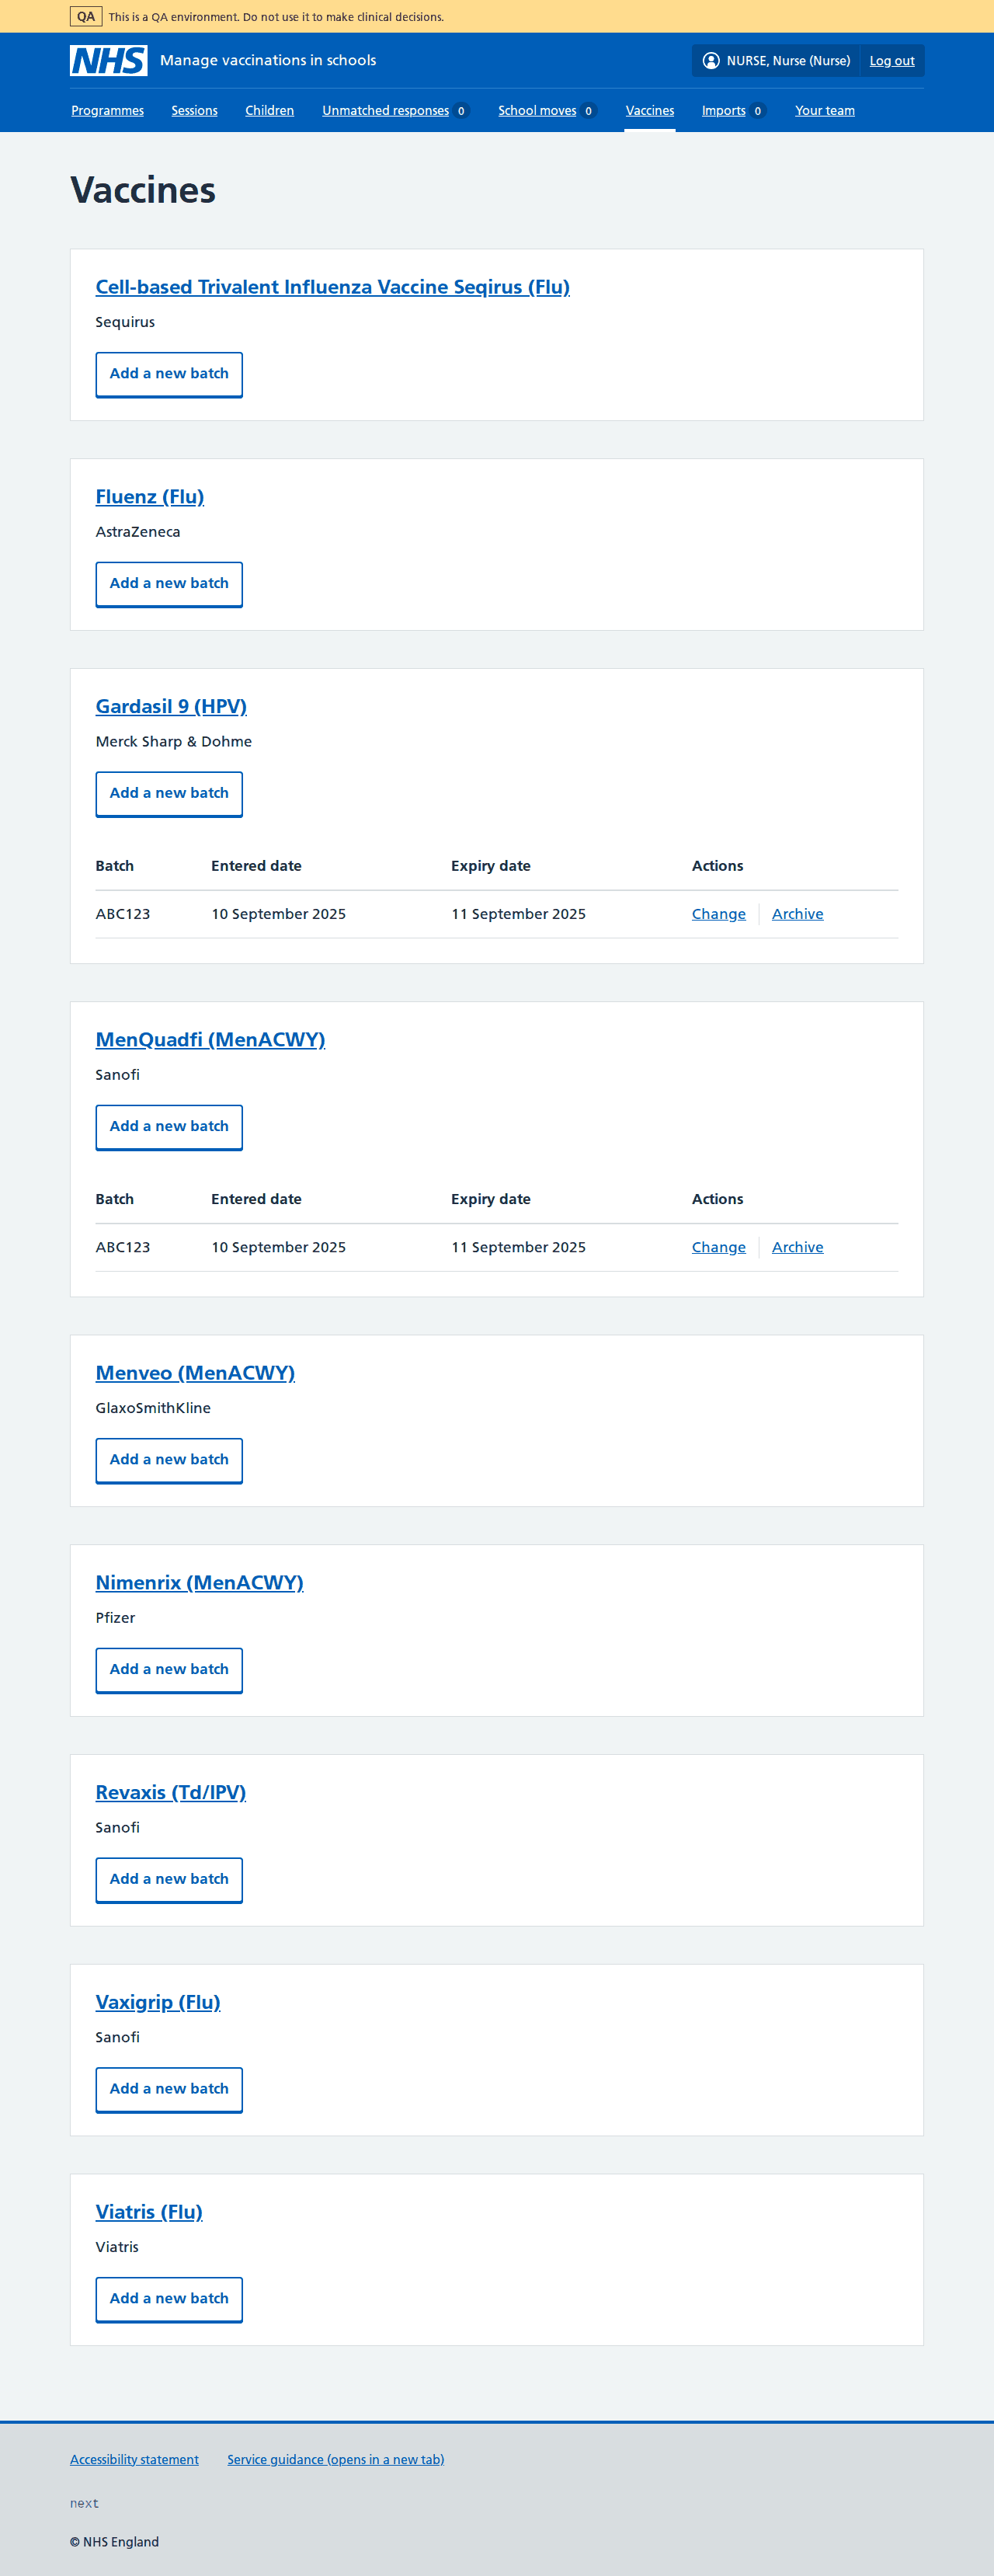 QA This is a QA environment. Do not use it to make clinical decisions.
NHS Manage vaccinations in schools NURSE, Nurse (Nurse) Log out
Programmes Sessions Children Unmatched responses 0 School moves 0 Vaccines Imports 0 Your team
Vaccines
Cell-based Trivalent Influenza Vaccine Seqirus (Flu)
Sequirus
Add a new batch
Fluenz (Flu)
AstraZeneca
Add a new batch
Gardasil 9 (HPV)
Merck Sharp & Dohme
Add a new batch
Batch Entered date Expiry date Actions
ABC123 10 September 2025 11 September 2025 Change Archive
MenQuadfi (MenACWY)
Sanofi
Add a new batch
Batch Entered date Expiry date Actions
ABC123 10 September 2025 11 September 2025 Change Archive
Menveo (MenACWY)
GlaxoSmithKline
Add a new batch
Nimenrix (MenACWY)
Pfizer
Add a new batch
Revaxis (Td/IPV)
Sanofi
Add a new batch
Vaxigrip (Flu)
Sanofi
Add a new batch
Viatris (Flu)
Viatris
Add a new batch
Accessibility statement Service guidance (opens in a new tab)
next
© NHS England